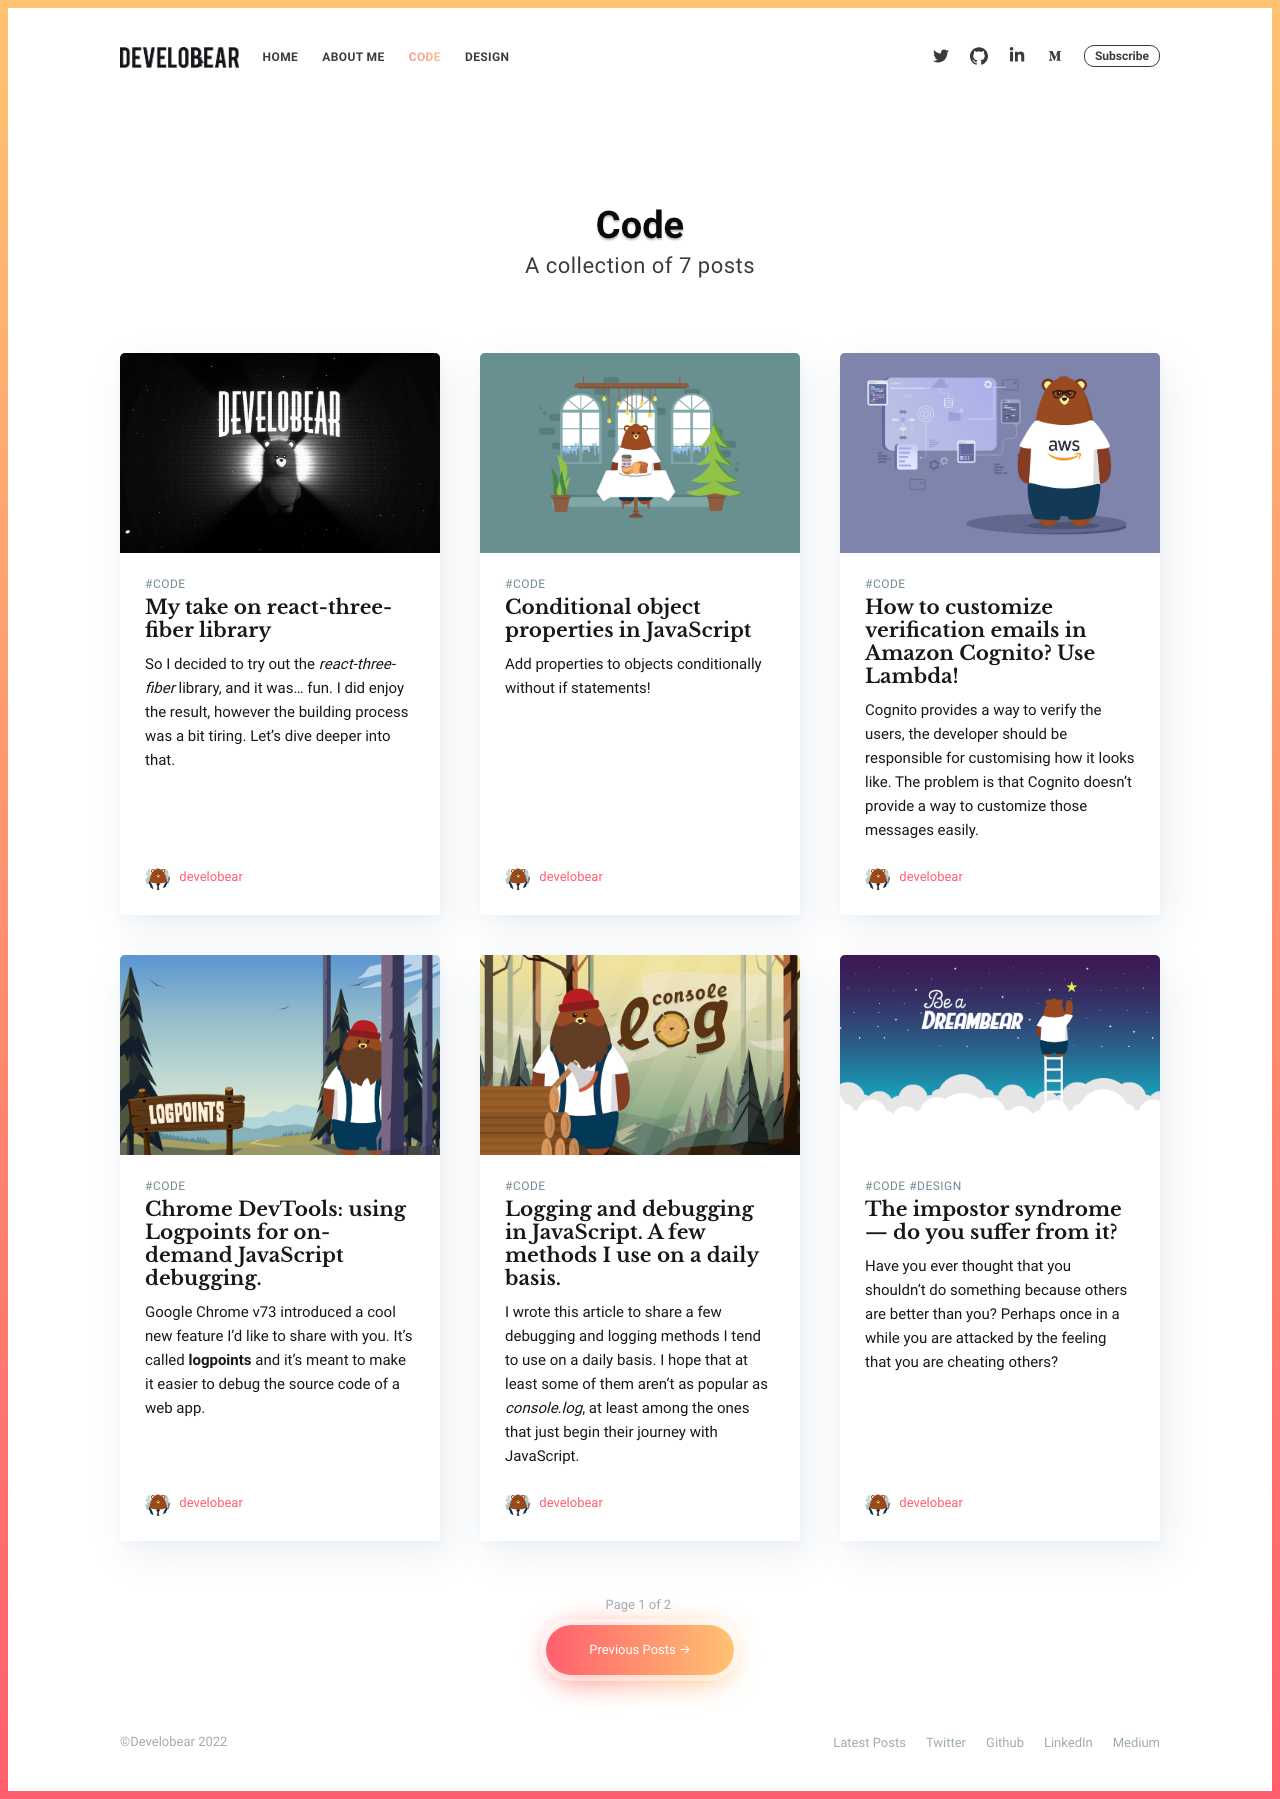 DEVELOBEAR HOME ABOUT ME CODE DESIGN Subscribe
Code
A collection of 7 posts
DEVELOBEAR
#CODE
My take on react-three-
fiber library
So I decided to try out the react-three-
fiber library, and it was… fun. I did enjoy
the result, however the building process
was a bit tiring. Let’s dive deeper into
that.
develobear
#CODE
Conditional object
properties in JavaScript
Add properties to objects conditionally
without if statements!
develobear
aws
#CODE
How to customize
verification emails in
Amazon Cognito? Use
Lambda!
Cognito provides a way to verify the
users, the developer should be
responsible for customising how it looks
like. The problem is that Cognito doesn’t
provide a way to customize those
messages easily.
develobear
LOGPOINTS
#CODE
Chrome DevTools: using
Logpoints for on-
demand JavaScript
debugging.
Google Chrome v73 introduced a cool
new feature I’d like to share with you. It’s
called logpoints and it’s meant to make
it easier to debug the source code of a
web app.
develobear
console
log
#CODE
Logging and debugging
in JavaScript. A few
methods I use on a daily
basis.
I wrote this article to share a few
debugging and logging methods I tend
to use on a daily basis. I hope that at
least some of them aren’t as popular as
console.log, at least among the ones
that just begin their journey with
JavaScript.
develobear
Be a
DREAMBEAR
#CODE #DESIGN
The impostor syndrome
— do you suffer from it?
Have you ever thought that you
shouldn’t do something because others
are better than you? Perhaps once in a
while you are attacked by the feeling
that you are cheating others?
develobear
Page 1 of 2
Previous Posts →
©Develobear 2022 Latest Posts Twitter Github LinkedIn Medium